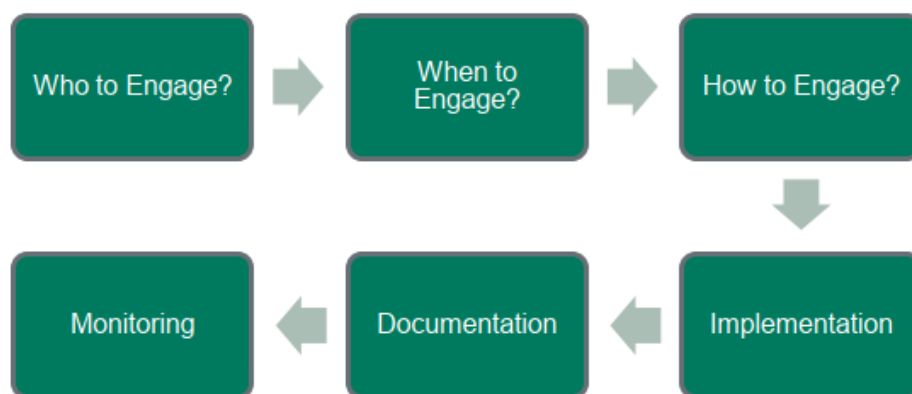 Who to Engage?
When to
Engage?
How to Engage?
Implementation
Documentation
Monitoring